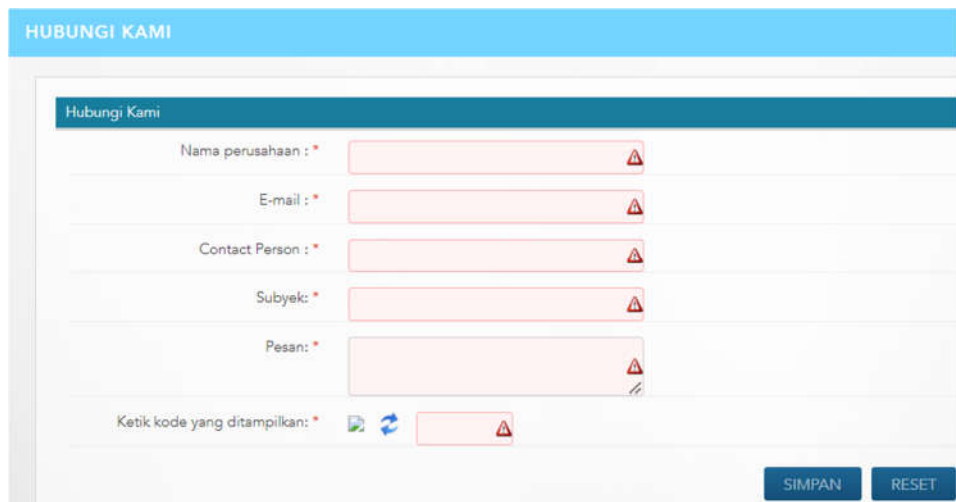 HUBUNGI KAMI
Hubungi Kami
Nama perusahaan : *
E-mail : *
Contact Person : *
Subyek: *
Pesan: *
Ketik kode yang ditampilkan: *
SIMPAN RESET